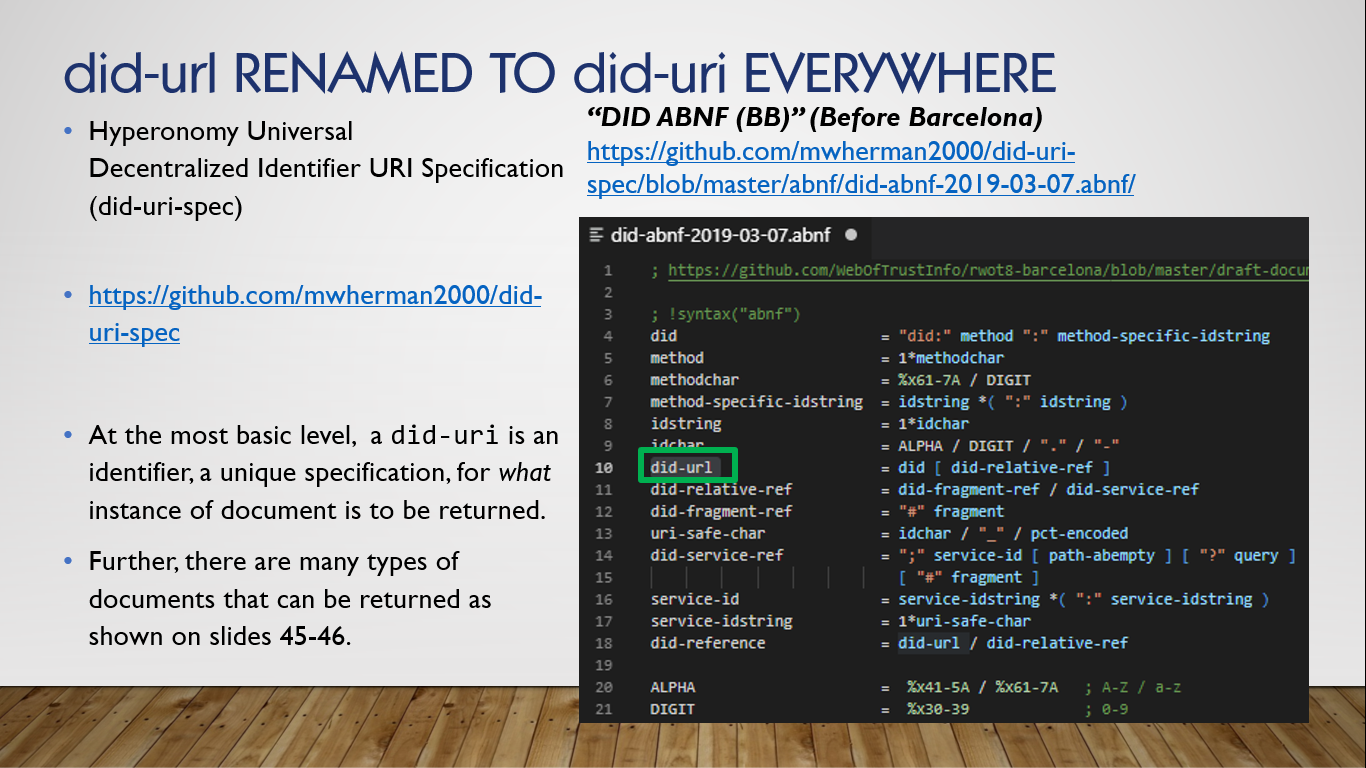 did-url RENAMED TO did-uri EVERYWHERE
• Hyperonomy Universal
Decentralized Identifier URI Specification
(did-uri-spec)
• https://github.com/mwherman2000/did-
uri-spec
• At the most basic level, a did-uri is an
identifier, a unique specification, for what
instance of document is to be returned.
• Further, there are many types of
documents that can be returned as
shown on slides 45-46.
“DID ABNF (BB)” (Before Barcelona)
https://github.com/mwherman2000/did-uri-
spec/blob/master/abnf/did-abnf-2019-03-07.abnf/
did-abnf-2019-03-07.abnf
1 ; https://github.com/WebOfTrustInfo/rwot8-barcelona/blob/master/draft-docum
2
3 ; !syntax("abnf")
4 did = "did:" method ":" method-specific-idstring
5 method = 1*methodchar
6 methodchar = %x61-7A / DIGIT
7 method-specific-idstring = idstring *( ":" idstring )
8 idstring = 1*idchar
9 idchar = ALPHA / DIGIT / "." / "-"
10 did-url = did [ did-relative-ref ]
11 did-relative-ref = did-fragment-ref / did-service-ref
12 did-fragment-ref = "#" fragment
13 uri-safe-char = idchar / "_" / pct-encoded
14 did-service-ref = ";" service-id [ path-abempty ] [ "?" query ]
15 [ "#" fragment ]
16 service-id = service-idstring *( ":" service-idstring )
17 service-idstring = 1*uri-safe-char
18 did-reference = did-url / did-relative-ref
19
20 ALPHA = %x41-5A / %x61-7A ; A-Z / a-z
21 DIGIT = %x30-39 ; 0-9